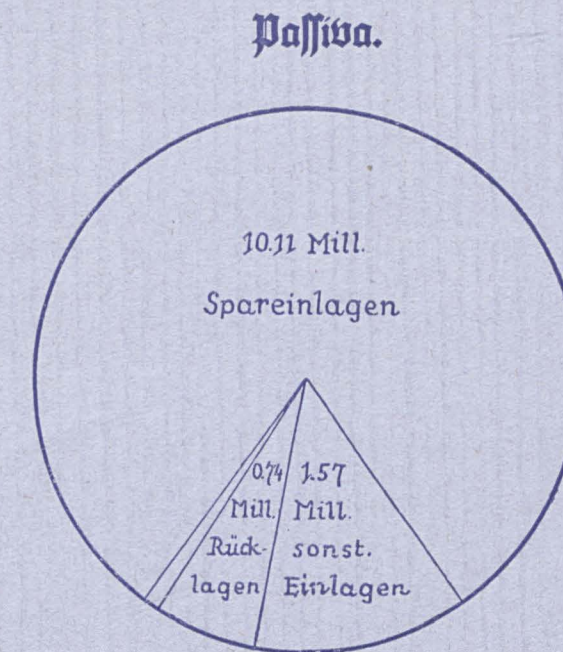 Passiva.
10.11 Mill.
Spareinlagen
0.74
Mill.
Rück-
lagen
1.57
Mill.
sonst.
Einlagen